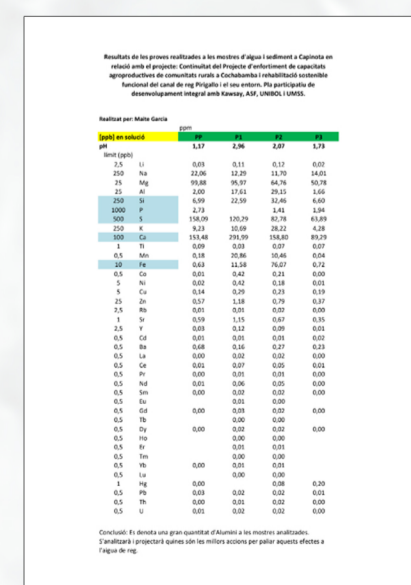 Resultats de les proves realitzades a les mostres d'aigua i sediment a Capinota en
relació amb el projecte: Continuïtat del Projecte d'enfortiment de capacitats
agroproductives de comunitats rurals a Cochabamba i rehabilitació sostenible
funcional del canal de reg Pirigallo i el seu entorn. Pla participatiu de
desenvolupament integral amb Kawsay, ASF, UNIBOL i UMSS.
Realitzat per: Maite Garcia
ppm
[ppb] en solució PP P1 P2 P3
pH 1,17 2,96 2,07 1,73
límit (ppb)
2,5 Li 0,03 0,11 0,12 0,02
250 Na 22,06 12,29 11,70 14,01
25 Mg 99,88 95,97 64,76 50,78
25 Al 2,00 17,61 29,15 1,66
250 Si 6,99 22,59 32,46 6,60
1000 P 2,73 1,41 1,94
500 S 158,09 120,29 82,78 63,89
250 K 9,23 10,69 28,22 4,28
100 Ca 153,48 291,99 158,80 89,29
1 Ti 0,09 0,03 0,07 0,07
0,5 Mn 0,18 20,86 10,46 0,04
10 Fe 0,63 11,58 76,07 0,72
0,5 Co 0,01 0,42 0,21 0,00
5 Ni 0,02 0,42 0,18 0,01
5 Cu 0,14 0,29 0,23 0,19
25 Zn 0,57 1,18 0,79 0,37
2,5 Rb 0,01 0,01 0,02 0,00
1 Sr 0,59 1,15 0,67 0,35
2,5 Y 0,03 0,12 0,09 0,01
0,5 Cd 0,01 0,01 0,01 0,02
0,5 Ba 0,68 0,16 0,27 0,23
0,5 La 0,00 0,02 0,02 0,00
0,5 Ce 0,01 0,07 0,05 0,01
0,5 Pr 0,00 0,01 0,01 0,00
0,5 Nd 0,01 0,06 0,05 0,00
0,5 Sm 0,00 0,02 0,02 0,00
0,5 Eu 0,01 0,00
0,5 Gd 0,00 0,03 0,02 0,00
0,5 Tb 0,00 0,00
0,5 Dy 0,00 0,02 0,02 0,00
0,5 Ho 0,00 0,00
0,5 Er 0,01 0,01
0,5 Tm 0,00 0,00
0,5 Yb 0,00 0,01 0,01
0,5 Lu 0,00 0,00
1 Hg 0,00 0,08 0,20
0,5 Pb 0,03 0,02 0,02 0,01
0,5 Th 0,00 0,01 0,02 0,00
0,5 U 0,01 0,02 0,02 0,00
Conclusió: Es denota una gran quantitat d'Alumini a les mostres analitzades.
S'analitzarà i projectarà quines són les millors accions per paliar aquests efectes a
l'aigua de reg.